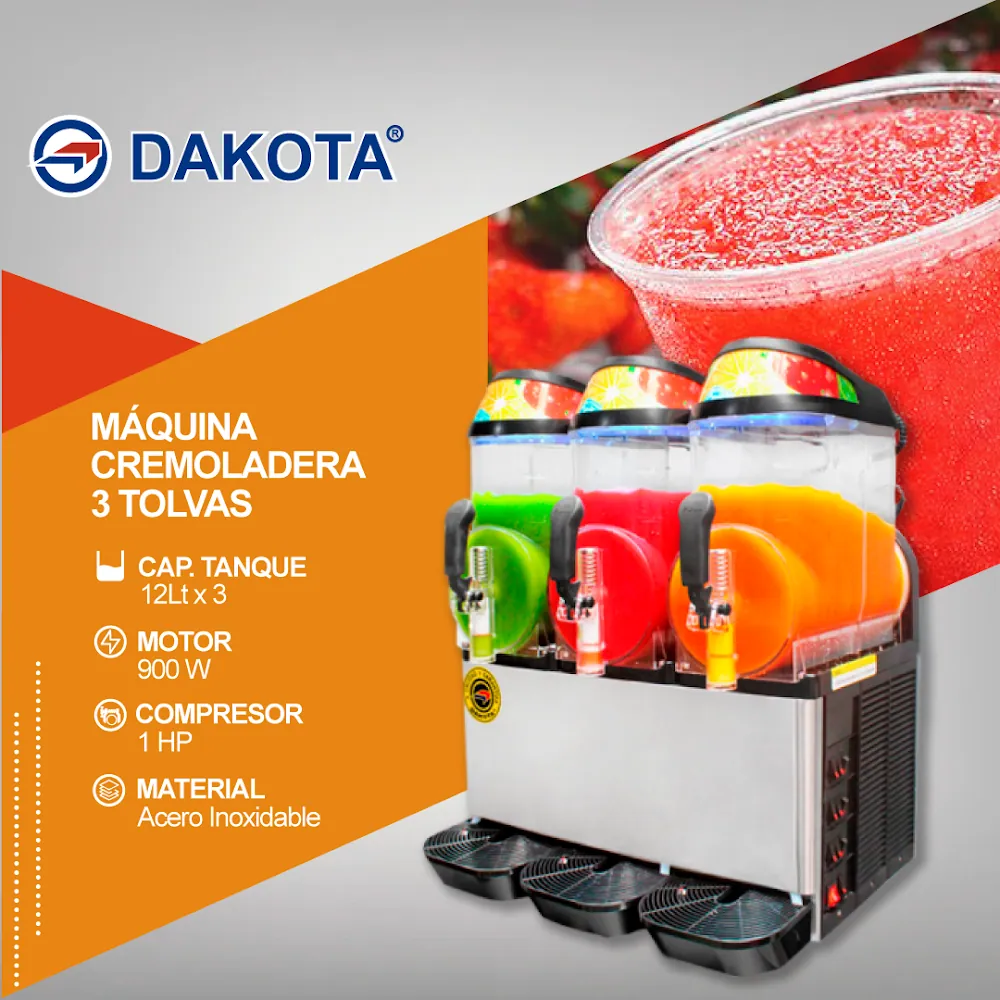 DAKOTA®
MÁQUINA
CREMOLADERA
3 TOLVAS
CAP. TANQUE
12Lt x 3
MOTOR
900 W
COMPRESOR
1 HP
MATERIAL
Acero Inoxidable